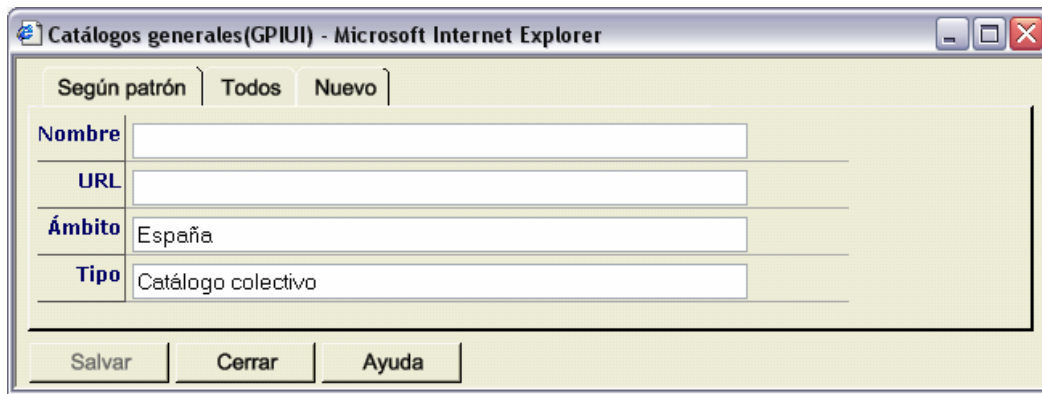 Catálogos generales(GPIUI) - Microsoft Internet Explorer
Según patrón Todos Nuevo
Nombre
URL
Ámbito España
Tipo Catálogo colectivo
Salvar Cerrar Ayuda